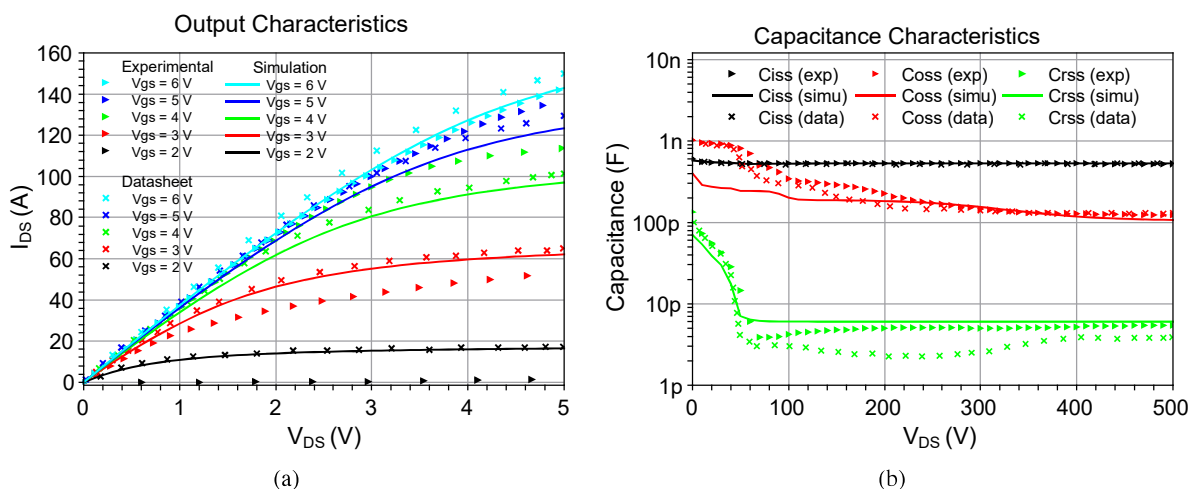 Output Characteristics
160
140
120
100
80
60
40
20
0
I_DS (A)
Experimental
Vgs = 6 V
Vgs = 5 V
Vgs = 4 V
Vgs = 3 V
Vgs = 2 V
Simulation
Vgs = 6 V
Vgs = 5 V
Vgs = 4 V
Vgs = 3 V
Vgs = 2 V
Datasheet
Vgs = 6 V
Vgs = 5 V
Vgs = 4 V
Vgs = 3 V
Vgs = 2 V
0 1 2 3 4 5
V_DS (V)
(a)
Capacitance Characteristics
10n
1n
100p
10p
1p
Capacitance (F)
Ciss (exp) Coss (exp) Crss (exp)
Ciss (simu) Coss (simu) Crss (simu)
Ciss (data) Coss (data) Crss (data)
0 100 200 300 400 500
V_DS (V)
(b)